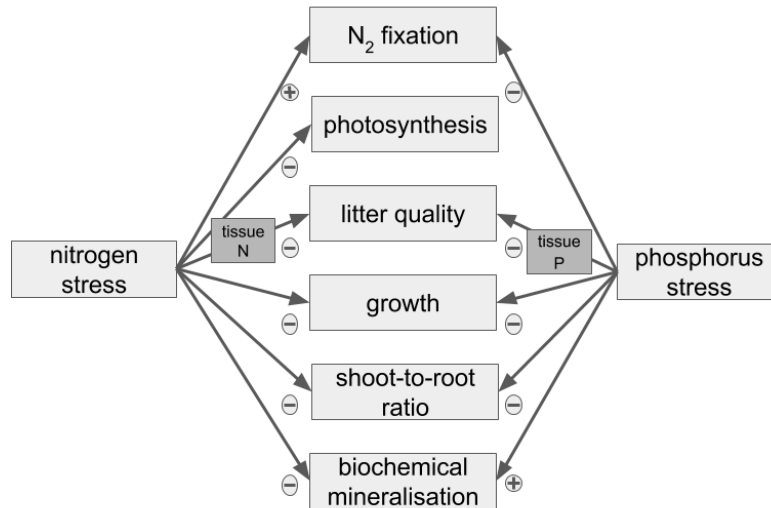 N₂ fixation
+
−
photosynthesis
−
litter quality
tissue
N
−
−
tissue
P
nitrogen
stress
phosphorus
stress
growth
−
−
shoot-to-root
ratio
−
−
biochemical
mineralisation
−
+